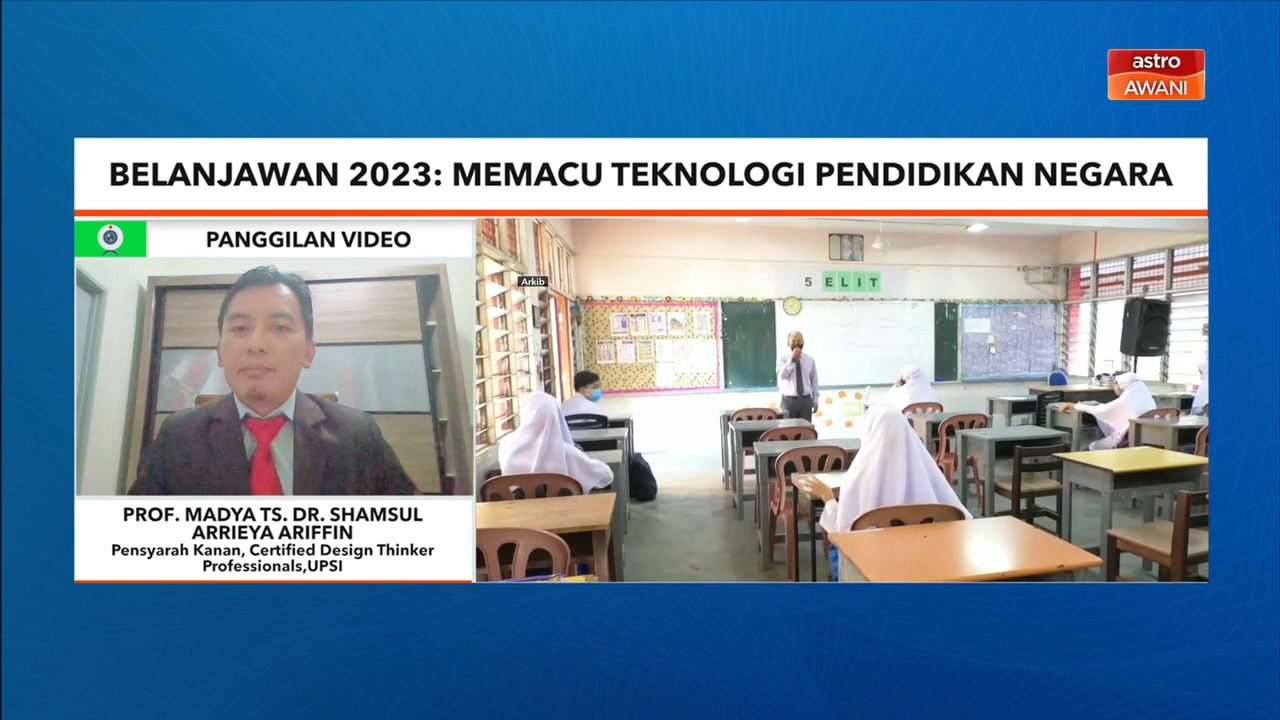 astro
AWANI
BELANJAWAN 2023: MEMACU TEKNOLOGI PENDIDIKAN NEGARA
PANGGILAN VIDEO
Arkib
5 ELIT
PROF. MADYA TS. DR. SHAMSUL
ARRIEYA ARIFFIN
Pensyarah Kanan, Certified Design Thinker
Professionals,UPSI